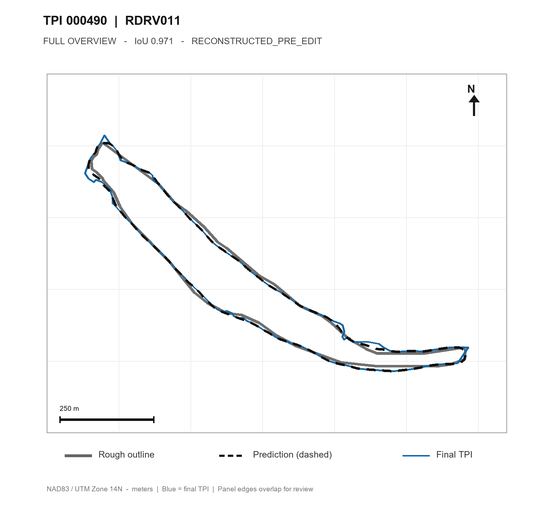 TPI 000490 | RDRV011
FULL OVERVIEW - IoU 0.971 - RECONSTRUCTED_PRE_EDIT
N
250 m
Rough outline Prediction (dashed) Final TPI
NAD83 / UTM Zone 14N - meters | Blue = final TPI | Panel edges overlap for review